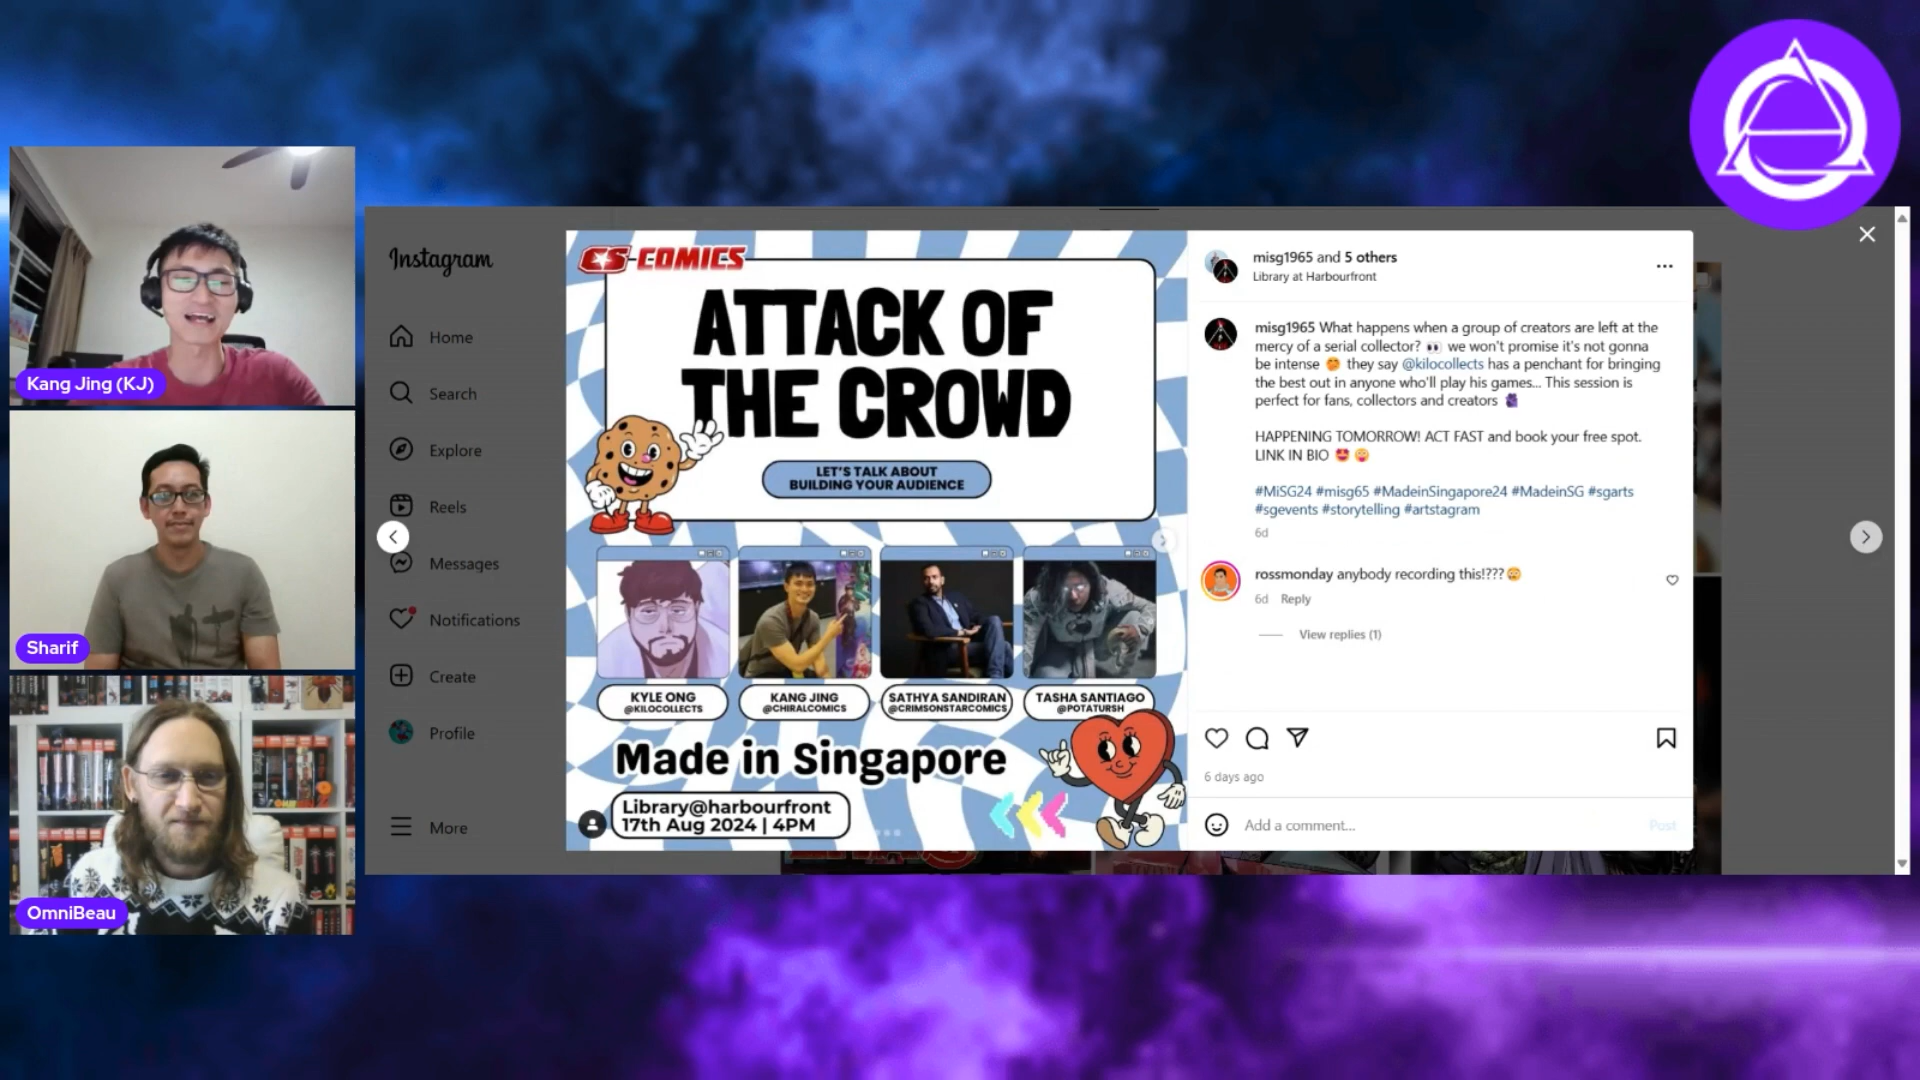 Kang Jing (KJ)
Sharif
OmniBeau
Instagram
Home
Search
Explore
Reels
Messages
Notifications
Create
Profile
More
CS-COMICS
ATTACK OF
THE CROWD
LET'S TALK ABOUT
BUILDING YOUR AUDIENCE
KYLE ONG
@KILOCOLLECTS
KANG JING
@CHIRALCOMICS
SATHYA SANDIRAN
@CRIMSONSTARCOMICS
TASHA SANTIAGO
@POTATURSH
Made in Singapore
Library@harbourfront
17th Aug 2024 | 4PM
misg1965 and 5 others
Library at Harbourfront
misg1965 What happens when a group of creators are left at the
mercy of a serial collector? 👀 we won't promise it's not gonna
be intense 🤭 they say @kilocollects has a penchant for bringing
the best out in anyone who'll play his games... This session is
perfect for fans, collectors and creators
HAPPENING TOMORROW! ACT FAST and book your free spot.
LINK IN BIO 🤩 😜
#MiSG24 #misg65 #MadeinSingapore24 #MadeinSG #sgarts
#sgevents #storytelling #artstagram
6d
rossmonday anybody recording this!???😩
6d Reply
View replies (1)
6 days ago
Add a comment...
Post